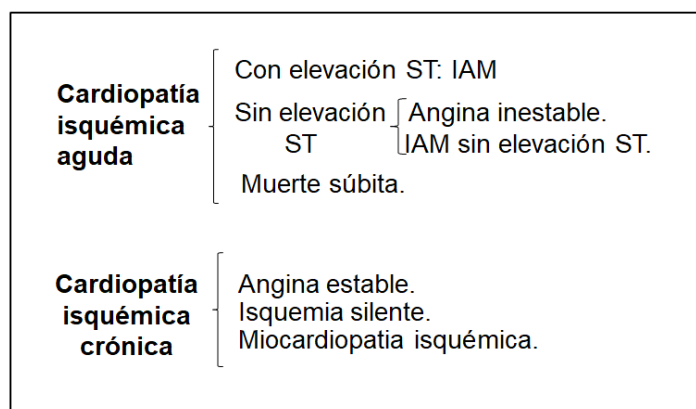 Cardiopatía
isquémica
aguda
Con elevación ST: IAM
Sin elevación
ST
Angina inestable.
IAM sin elevación ST.
Muerte súbita.
Cardiopatía
isquémica
crónica
Angina estable.
Isquemia silente.
Miocardiopatia isquémica.